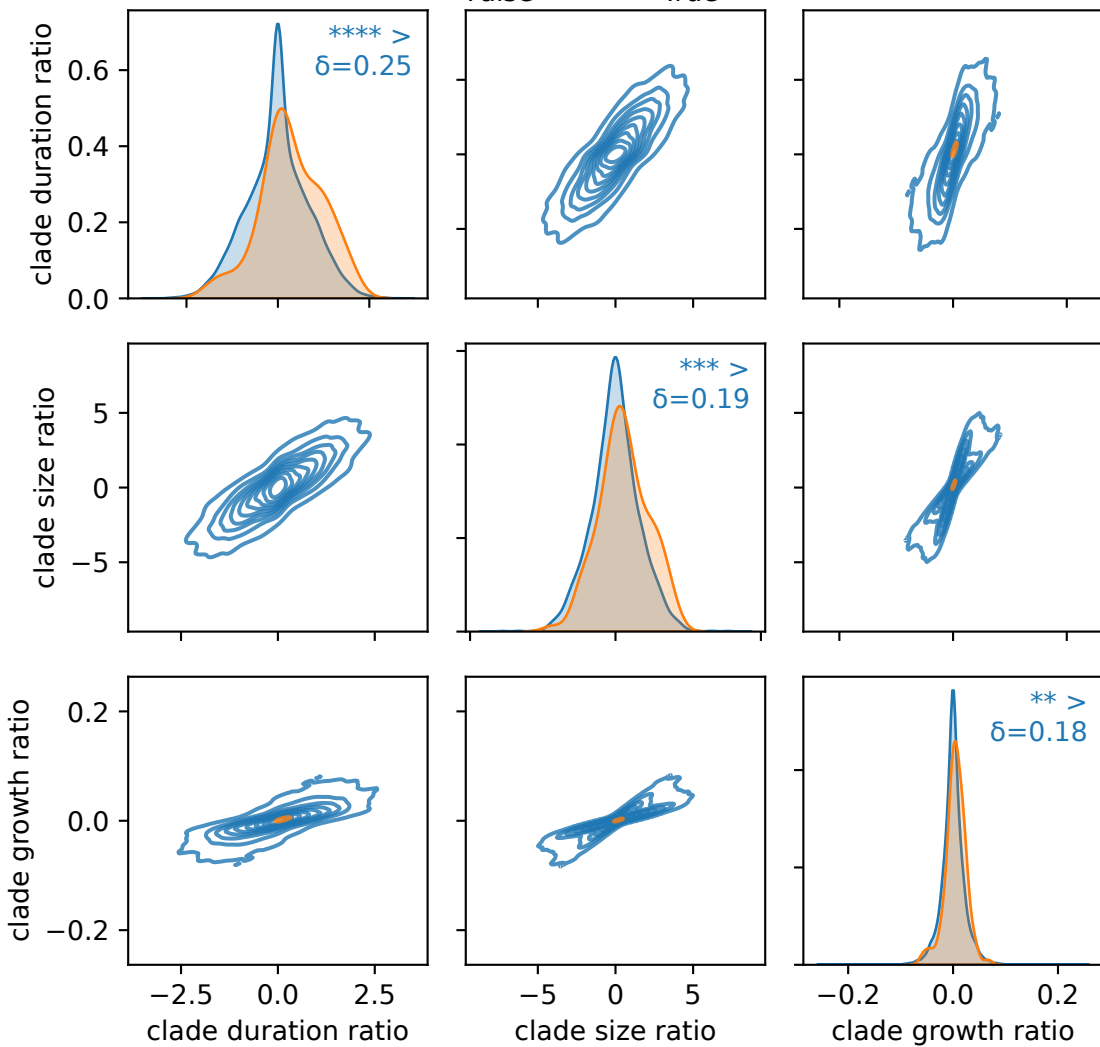 **** >
δ=0.25
clade duration ratio
0.6
0.4
0.2
0.0
*** >
δ=0.19
clade size ratio
5
0
−5
** >
δ=0.18
clade growth ratio
0.2
0.0
−0.2
−2.5 0.0 2.5 −5 0 5 −0.2 0.0 0.2
clade duration ratio clade size ratio clade growth ratio